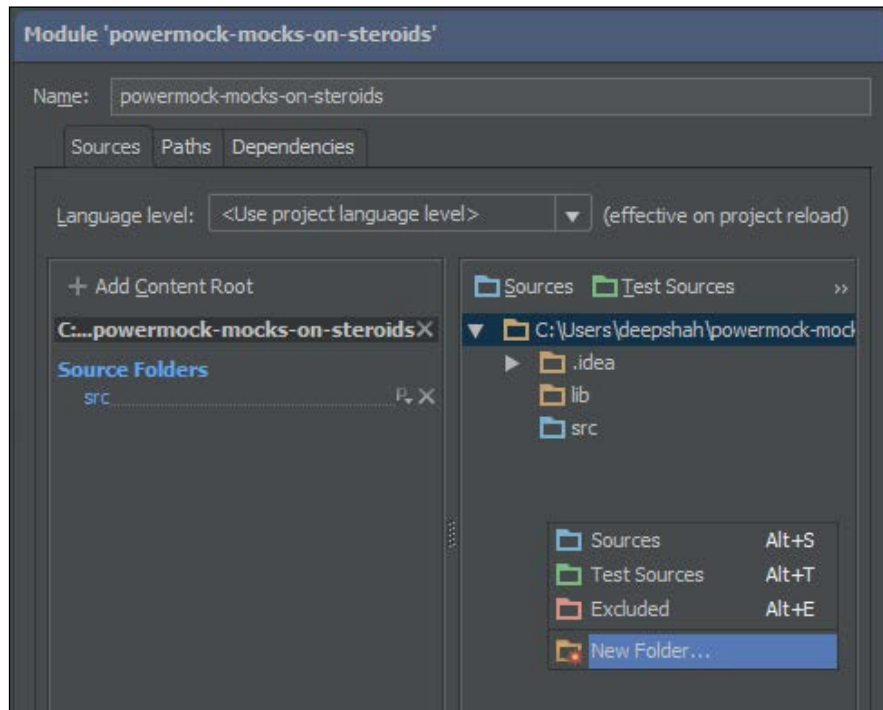 Module 'powermock-mocks-on-steroids'
Name: powermock-mocks-on-steroids
Sources Paths Dependencies
Language level: <Use project language level> (effective on project reload)
+ Add Content Root
C:...powermock-mocks-on-steroids
Source Folders
src
Sources Test Sources »
C:\Users\deepshah\powermock-mock
.idea
lib
src
Sources Alt+S
Test Sources Alt+T
Excluded Alt+E
New Folder...